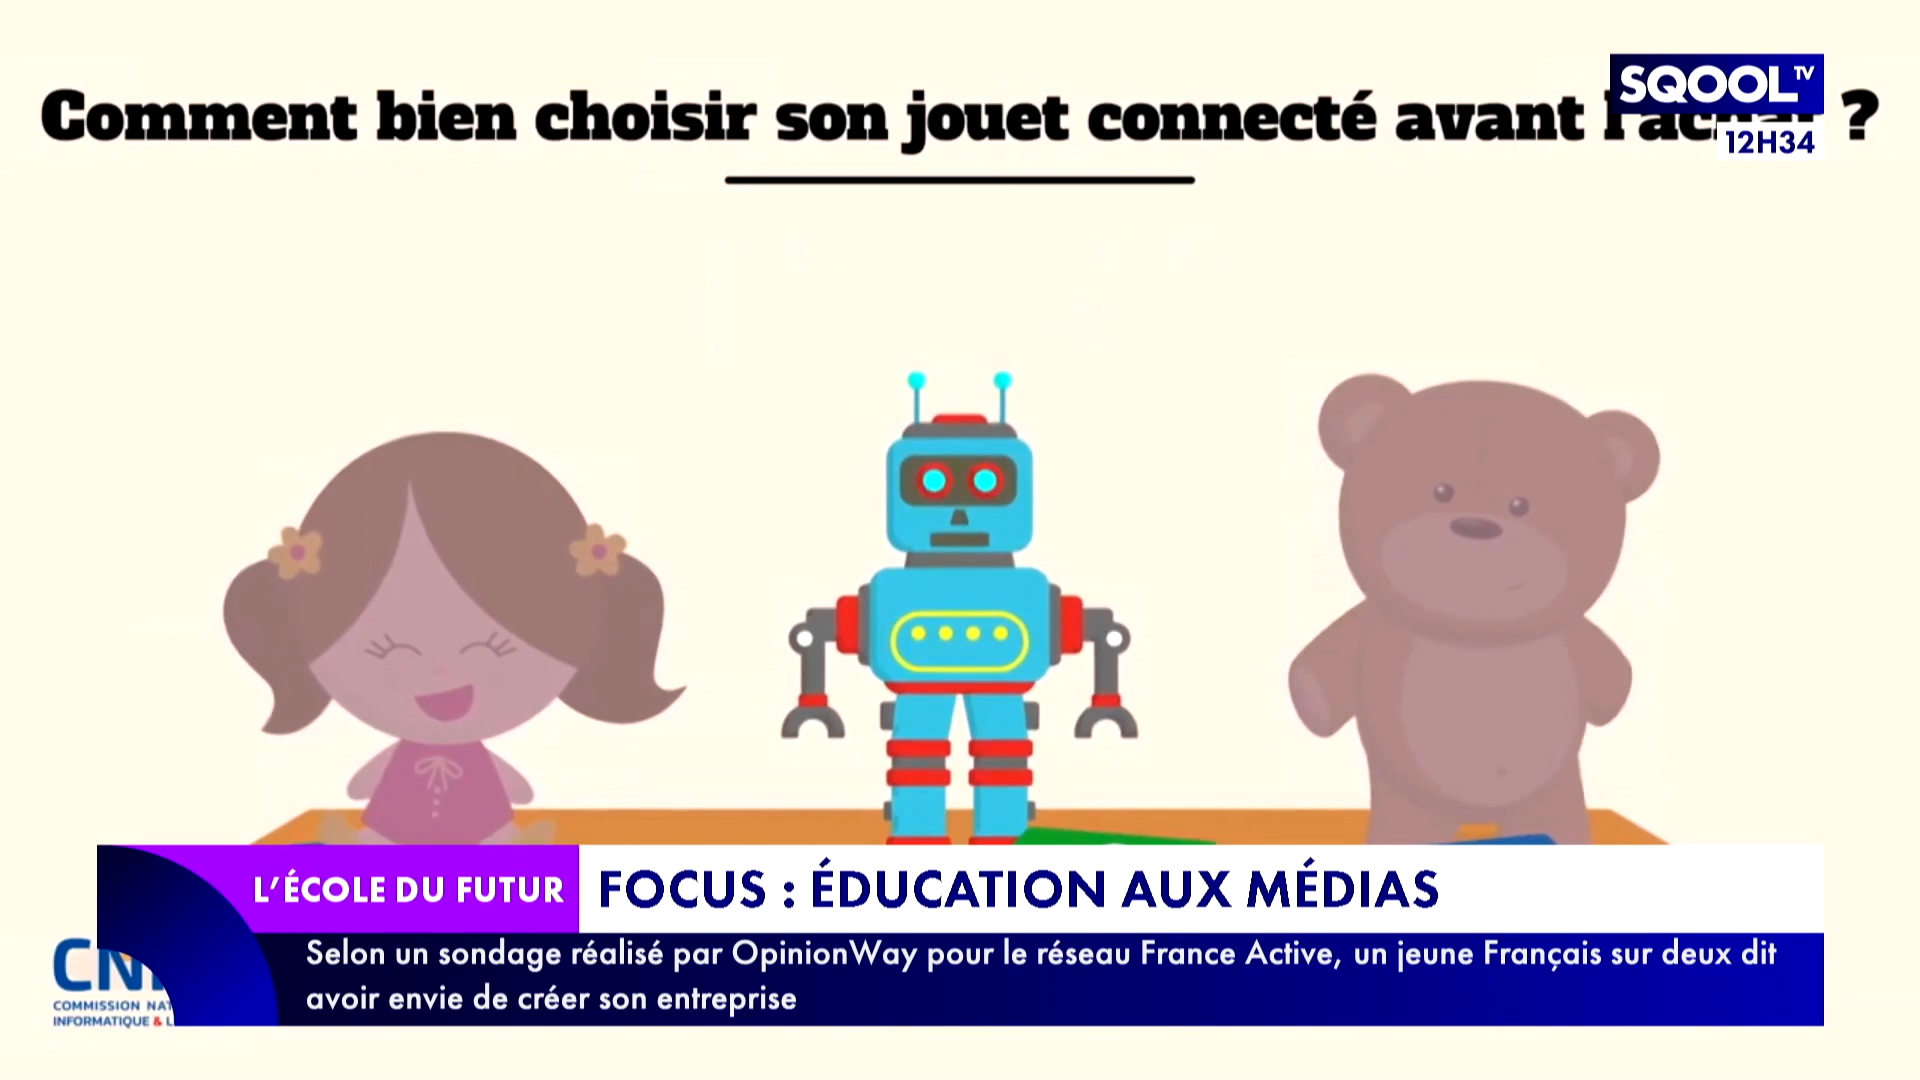 SQOOL TV
Comment bien choisir son jouet connecté avant ?
12H34
L'ÉCOLE DU FUTUR
FOCUS : ÉDUCATION AUX MÉDIAS
Selon un sondage réalisé par OpinionWay pour le réseau France Active, un jeune Français sur deux dit
avoir envie de créer son entreprise
COMMISSION
INFORMATIQUE &